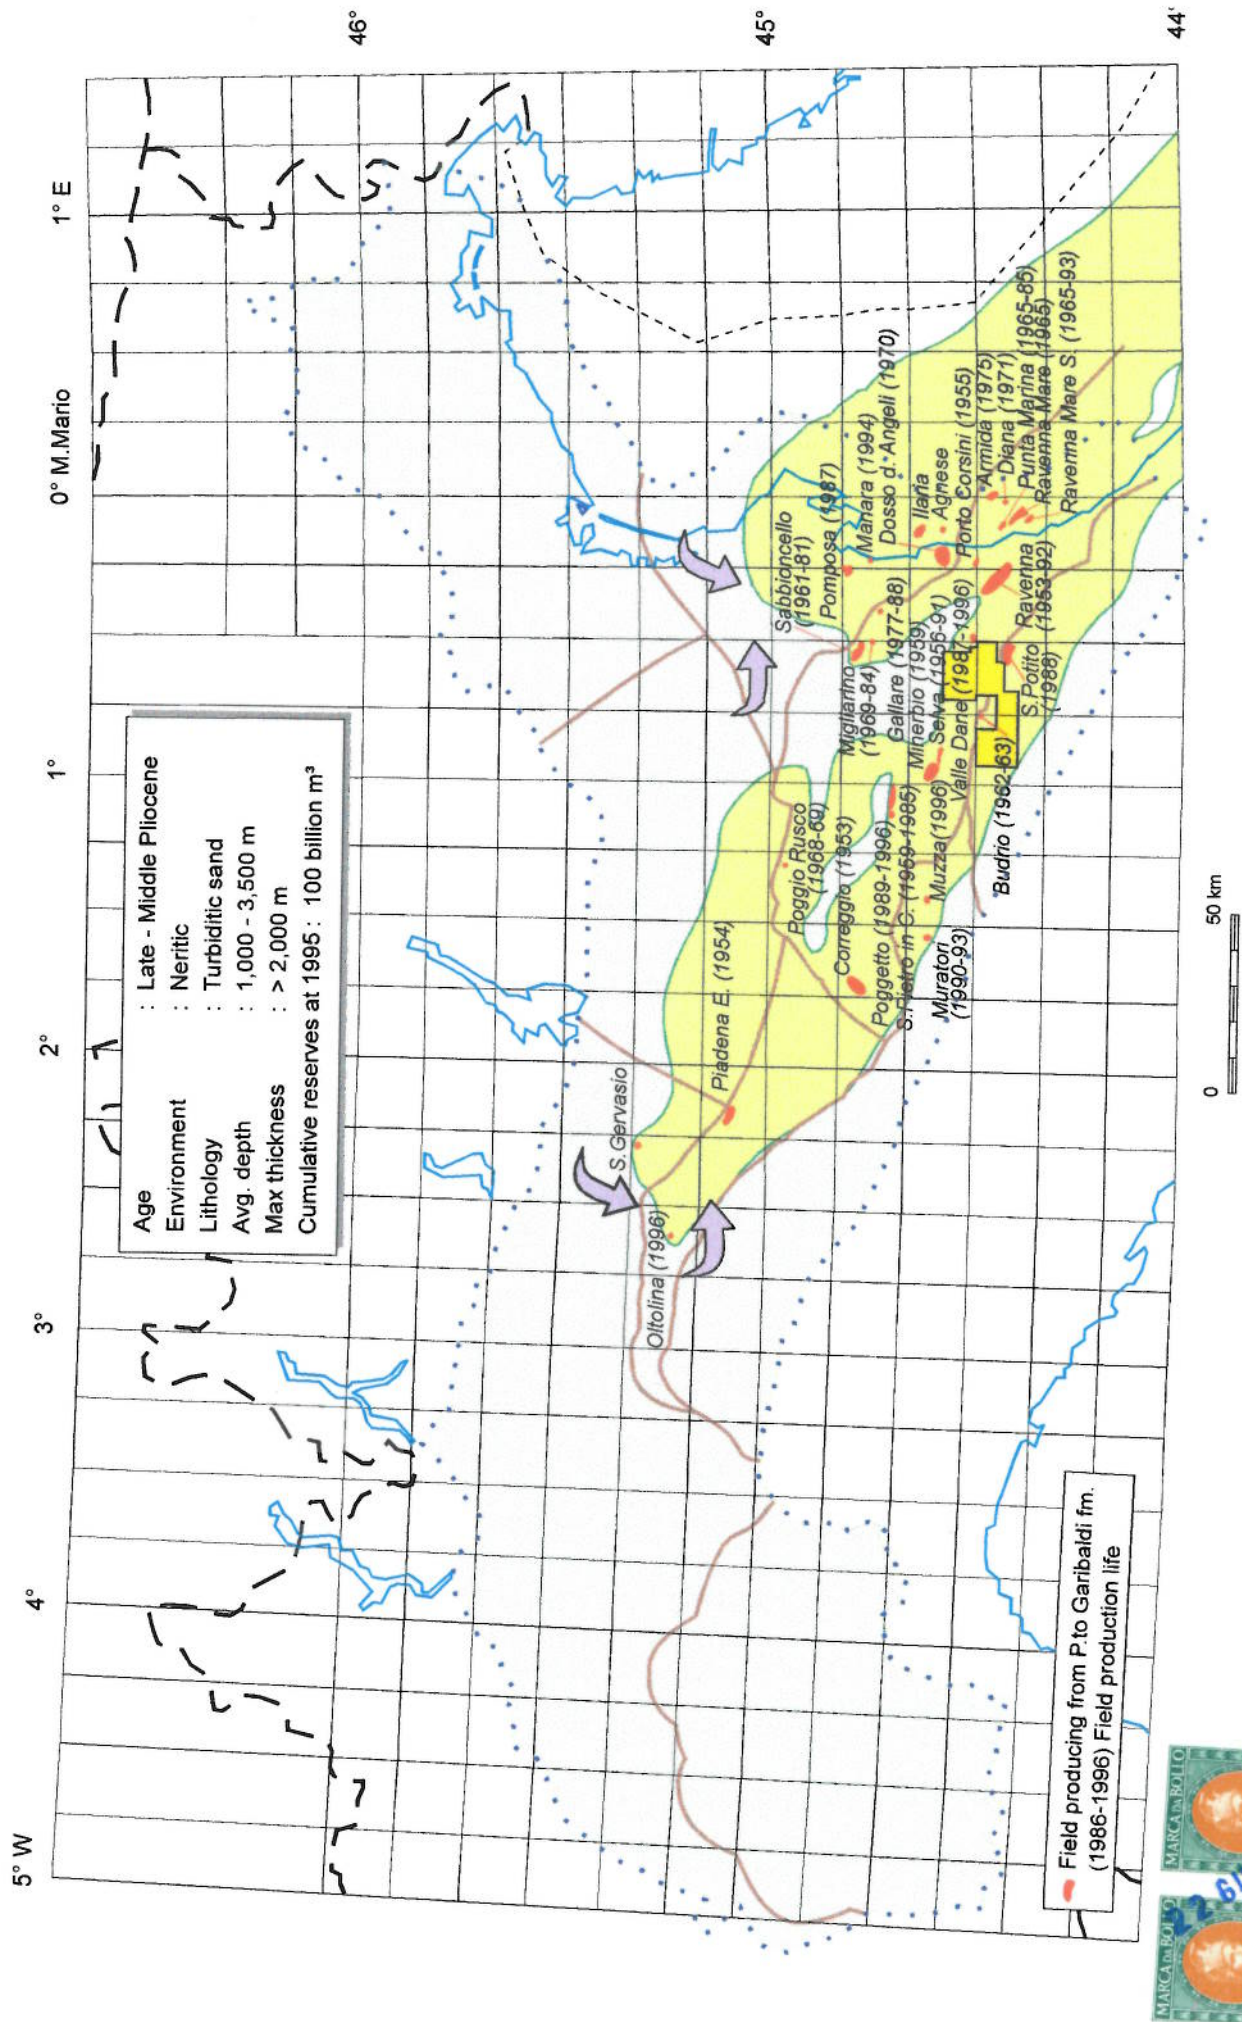 5° W
4°
3°
2°
1°
0° M.Mario
1° E
46°
45°
44'
Age : Late - Middle Pliocene
Environment : Neritic
Lithology : Turbiditic sand
Avg. depth : 1,000 - 3,500 m
Max thickness : > 2,000 m
Cumulative reserves at 1995 : 100 billion m³
S.Gervasio
Oltolina (1996)
Piadena E. (1954)
Poggio Rusco
(1968-69)
Correggio (1953)
Poggetto (1989-1996)
S.Pietro in C. (1959-1985)
Muratori
(1990-93)
Muzza(1996)
Budrio (1962-63)
Sabbioncello
(1961-81)
Pomposa (1987)
Migliarino
(1969-84)
Gallare (1977-88)
Minerbio (1959)
Selva (1956-91)
Valle Dane (1987-1996)
Manara (1994)
Dosso d. Angeli (1970)
Ilaria
Agnese
Porto Corsini (1955)
Armida (1975)
Diana (1971)
Punta Marina (1965-85)
Ravenna Mare (1965)
Ravenna Mare S. (1965-93)
Ravenna
(1953-92)
S.Potito
(1988)
Field producing from P.to Garibaldi fm.
(1986-1996) Field production life
0 50 km
MARCA DA BOLLO
MARCA DA BOLLO